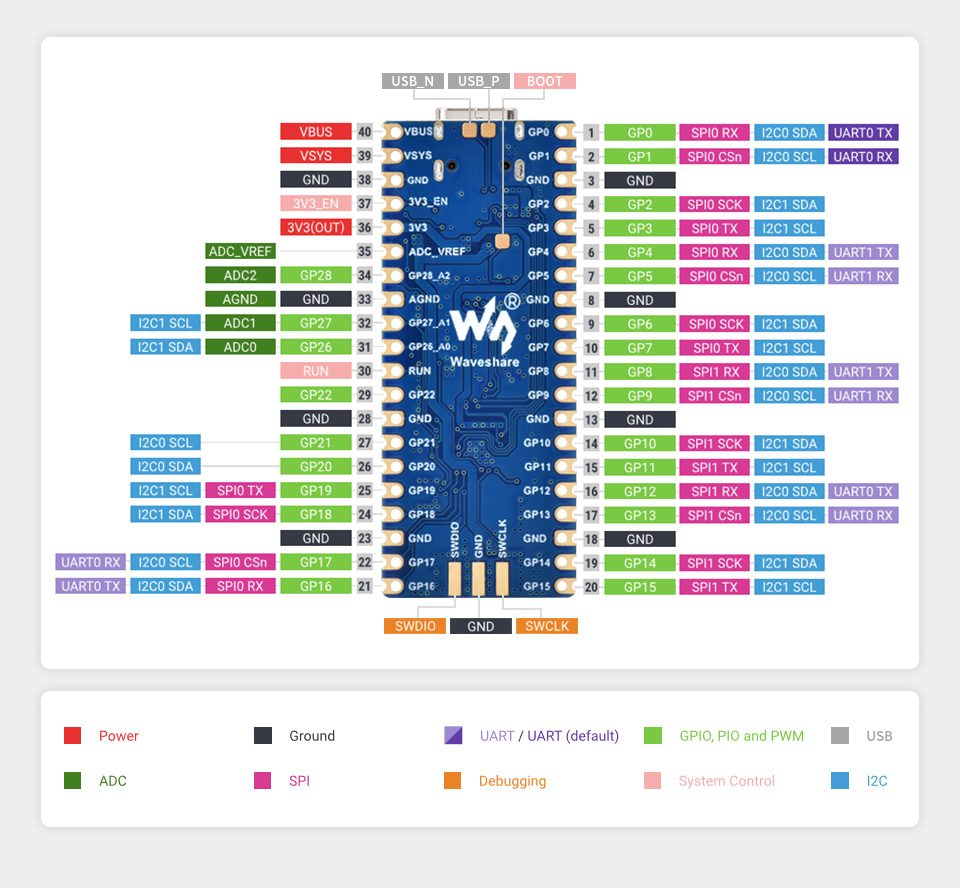 USB_N USB_P BOOT
VBUS 40 VBUS GP0 1 GP0 SPI0 RX I2C0 SDA UART0 TX
VSYS 39 VSYS GP1 2 GP1 SPI0 CSn I2C0 SCL UART0 RX
GND 38 GND GND 3 GND
3V3_EN 37 3V3_EN GP2 4 GP2 SPI0 SCK I2C1 SDA
3V3(OUT) 36 3V3 GP3 5 GP3 SPI0 TX I2C1 SCL
ADC_VREF 35 ADC_VREF GP4 6 GP4 SPI0 RX I2C0 SDA UART1 TX
ADC2 GP28 34 GP28_A2 GP5 7 GP5 SPI0 CSn I2C0 SCL UART1 RX
AGND GND 33 AGND ® GND 8 GND
I2C1 SCL ADC1 GP27 32 GP27_A1 GP6 9 GP6 SPI0 SCK I2C1 SDA
I2C1 SDA ADC0 GP26 31 GP26_A0 GP7 10 GP7 SPI0 TX I2C1 SCL
Waveshare
RUN 30 RUN GP8 11 GP8 SPI1 RX I2C0 SDA UART1 TX
GP22 29 GP22 GP9 12 GP9 SPI1 CSn I2C0 SCL UART1 RX
GND 28 GND GND 13 GND
I2C0 SCL GP21 27 GP21 GP10 14 GP10 SPI1 SCK I2C1 SDA
I2C0 SDA GP20 26 GP20 GP11 15 GP11 SPI1 TX I2C1 SCL
I2C1 SCL SPI0 TX GP19 25 GP19 GP12 16 GP12 SPI1 RX I2C0 SDA UART0 TX
I2C1 SDA SPI0 SCK GP18 24 GP18 GP13 17 GP13 SPI1 CSn I2C0 SCL UART0 RX
GND 23 GND SWDIO GND SWCLK GND 18 GND
UART0 RX I2C0 SCL SPI0 CSn GP17 22 GP17 GP14 19 GP14 SPI1 SCK I2C1 SDA
UART0 TX I2C0 SDA SPI0 RX GP16 21 GP16 GP15 20 GP15 SPI1 TX I2C1 SCL
SWDIO GND SWCLK
Power Ground UART / UART (default) GPIO, PIO and PWM USB
ADC SPI Debugging System Control I2C